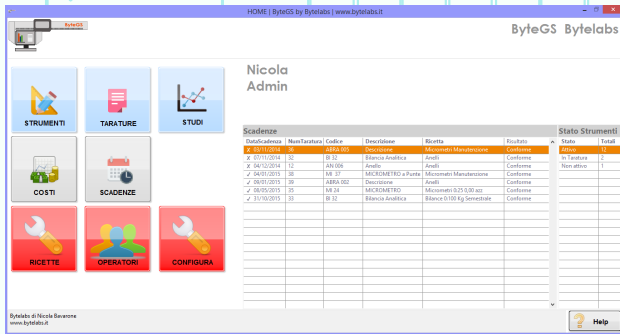 HOME | ByteGS by Bytelabs | www.bytelabs.it
ByteGS
ByteGS Bytelabs
Nicola
Admin
STRUMENTI
TARATURE
STUDI
COSTI
SCADENZE
RICETTE
OPERATORI
CONFIGURA
Scadenze
DataScadenza NumTaratura Codice Descrizione Ricetta Risultato
X 03/11/2014 36 ABRA 005 Descrizione Micrometri Manutenzione Conforme
X 07/11/2014 32 BI 32 Bilancia Analitica Anelli Conforme
X 04/12/2014 12 AN 006 Anello Anelli Conforme
✓ 04/01/2015 38 MI 37 MICROMETRO a Punte Micrometri Manutenzione Conforme
✓ 09/01/2015 39 ABRA 002 Descrizione Anelli Conforme
✓ 08/05/2015 35 MI 24 MICROMETRO Micrometri 0:25 0,00 azz Conforme
✓ 31/10/2015 33 BI 32 Bilancia Analitica Bilance 0:100 Kg Semestrale Conforme
Stato Strumenti
Stato Totali
Attivo 12
In Taratura 2
Non attivo 1
Bytelabs di Nicola Bavarone
www.bytelabs.it
Help